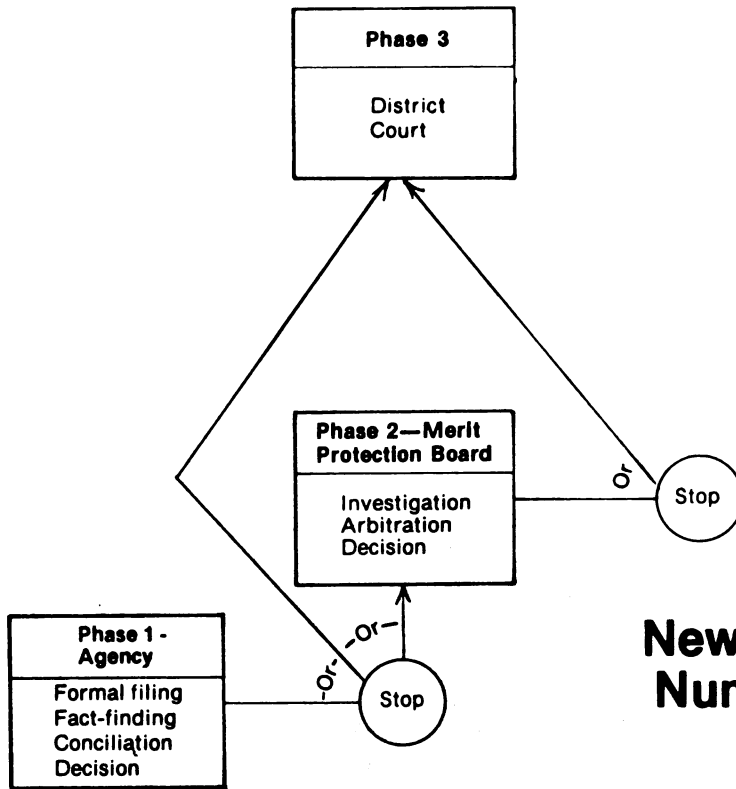 Phase 3
District
Court
Phase 2—Merit
Protection Board
Investigation
Arbitration
Decision
Or
Stop
-Or-
-Or-
Stop
Phase 1 -
Agency
Formal filing
Fact-finding
Conciliation
Decision
New